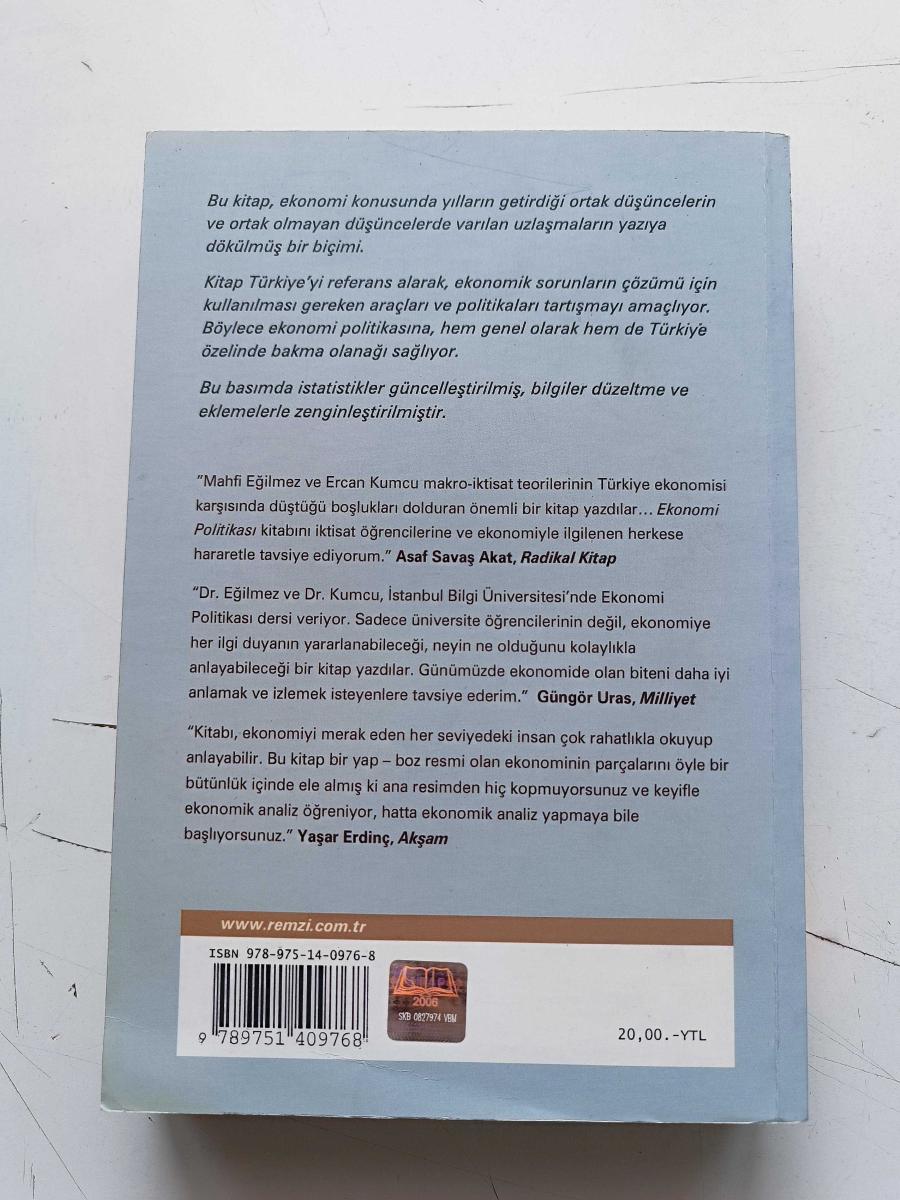 Bu kitap, ekonomi konusunda yılların getirdiği ortak düşüncelerin
ve ortak olmayan düşüncelerde varılan uzlaşmaların yazıya
dökülmüş bir biçimi.
Kitap Türkiye'yi referans alarak, ekonomik sorunların çözümü için
kullanılması gereken araçları ve politikaları tartışmayı amaçlıyor.
Böylece ekonomi politikasına, hem genel olarak hem de Türkiye
özelinde bakma olanağı sağlıyor.
Bu basımda istatistikler güncelleştirilmiş, bilgiler düzeltme ve
eklemelerle zenginleştirilmiştir.
"Mahfi Eğilmez ve Ercan Kumcu makro-iktisat teorilerinin Türkiye ekonomisi
karşısında düştüğü boşlukları dolduran önemli bir kitap yazdılar... Ekonomi
Politikası kitabını iktisat öğrencilerine ve ekonomiyle ilgilenen herkese
hararetle tavsiye ediyorum." Asaf Savaş Akat, Radikal Kitap
"Dr. Eğilmez ve Dr. Kumcu, İstanbul Bilgi Üniversitesi'nde Ekonomi
Politikası dersi veriyor. Sadece üniversite öğrencilerinin değil, ekonomiye
her ilgi duyanın yararlanabileceği, neyin ne olduğunu kolaylıkla
anlayabileceği bir kitap yazdılar. Günümüzde ekonomide olan biteni daha iyi
anlamak ve izlemek isteyenlere tavsiye ederim." Güngör Uras, Milliyet
"Kitabı, ekonomiyi merak eden her seviyedeki insan çok rahatlıkla okuyup
anlayabilir. Bu kitap bir yap – boz resmi olan ekonominin parçalarını öyle bir
bütünlük içinde ele almış ki ana resimden hiç kopmuyorsunuz ve keyifle
ekonomik analiz öğreniyor, hatta ekonomik analiz yapmaya bile
başlıyorsunuz." Yaşar Erdinç, Akşam
www.remzi.com.tr
ISBN 978-975-14-0976-8
2006
SKB 0827974 VBM
9 789751 409768
20,00.-YTL